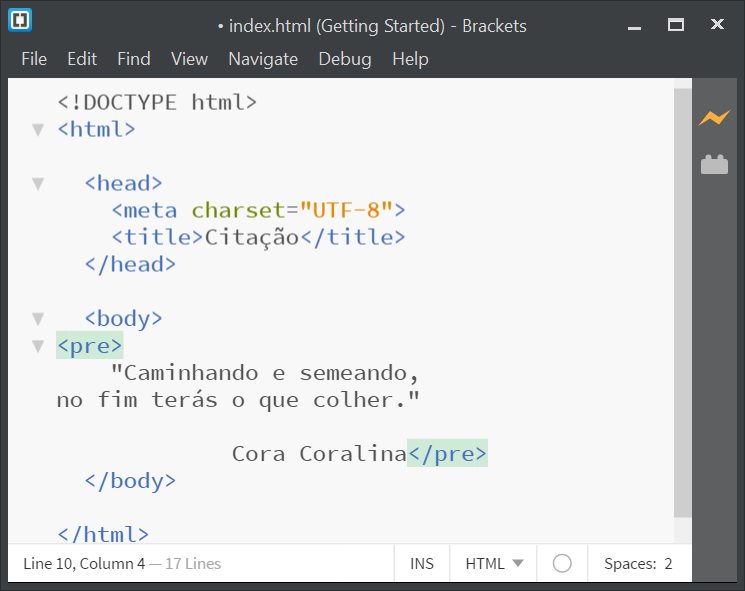 • index.html (Getting Started) - Brackets
File Edit Find View Navigate Debug Help
<!DOCTYPE html>
<html>
<head>
<meta charset="UTF-8">
<title>Citação</title>
</head>
<body>
<pre>
"Caminhando e semeando,
no fim terás o que colher."
Cora Coralina</pre>
</body>
</html>
Line 10, Column 4 — 17 Lines INS HTML Spaces: 2